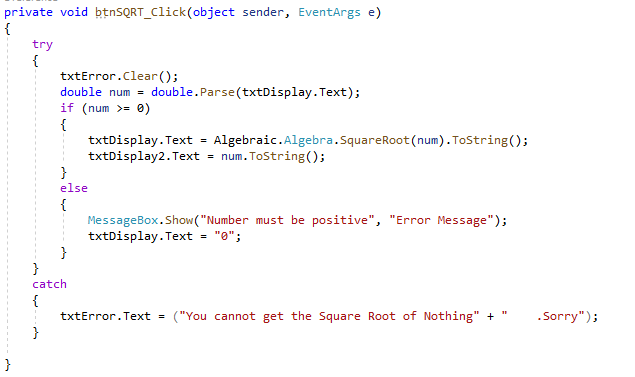 private void btnSQRT_Click(object sender, EventArgs e)
{
    try
    {
        txtError.Clear();
        double num = double.Parse(txtDisplay.Text);
        if (num >= 0)
        {
            txtDisplay.Text = Algebraic.Algebra.SquareRoot(num).ToString();
            txtDisplay2.Text = num.ToString();
        }
        else
        {
            MessageBox.Show("Number must be positive", "Error Message");
            txtDisplay.Text = "0";
        }
    }
    catch
    {
        txtError.Text = ("You cannot get the Square Root of Nothing" + "    .Sorry");
    }

}